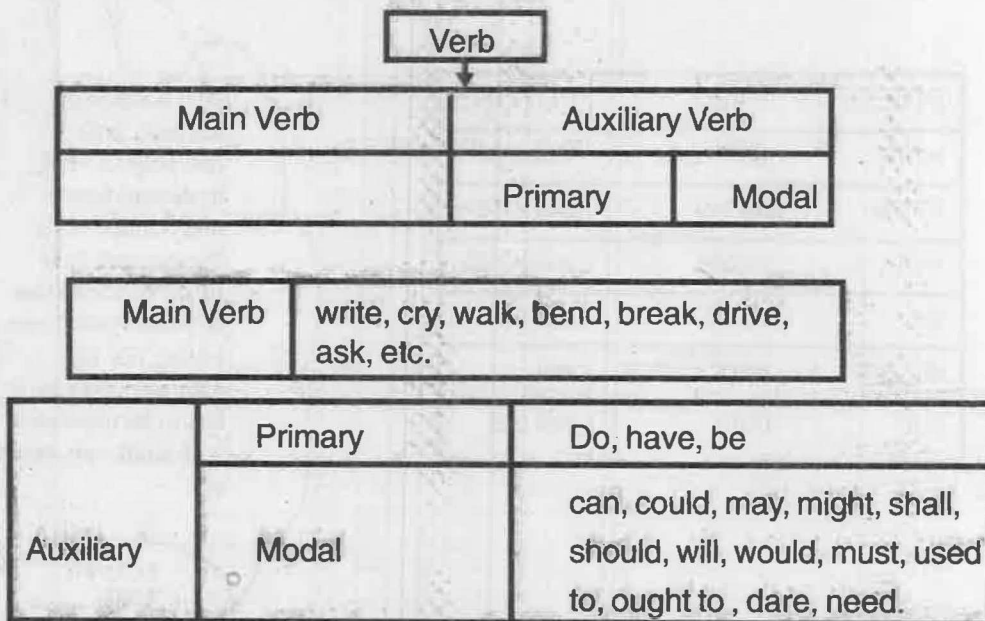 Verb
Main Verb Auxiliary Verb
Primary Modal
Main Verb write, cry, walk, bend, break, drive,
ask, etc.
Primary Do, have, be
Auxiliary Modal can, could, may, might, shall,
should, will, would, must, used
to, ought to , dare, need.